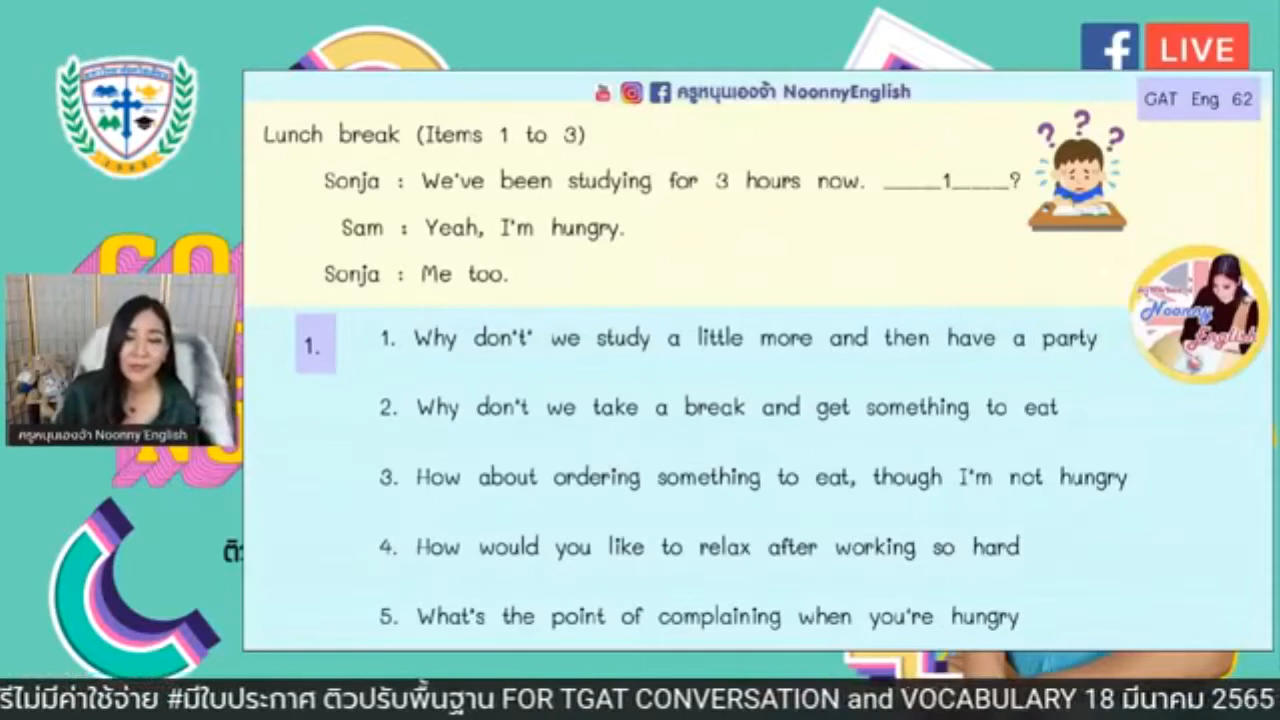 LIVE
ครูหนุนเองจ้า NoonnyEnglish
GAT Eng 62
Lunch break (Items 1 to 3)
Sonja : We've been studying for 3 hours now. ____1____?
Sam : Yeah, I'm hungry.
Sonja : Me too.
Noonny
English
1.
1. Why don't' we study a little more and then have a party
2. Why don't we take a break and get something to eat
3. How about ordering something to eat, though I'm not hungry
4. How would you like to relax after working so hard
5. What's the point of complaining when you're hungry
ครูหนุนเองจ้า Noonny English
ติว
รีไม่มีค่าใช้จ่าย #มีใบประกาศ ติวปรับพื้นฐาน FOR TGAT CONVERSATION and VOCABULARY 18 มีนาคม 2565